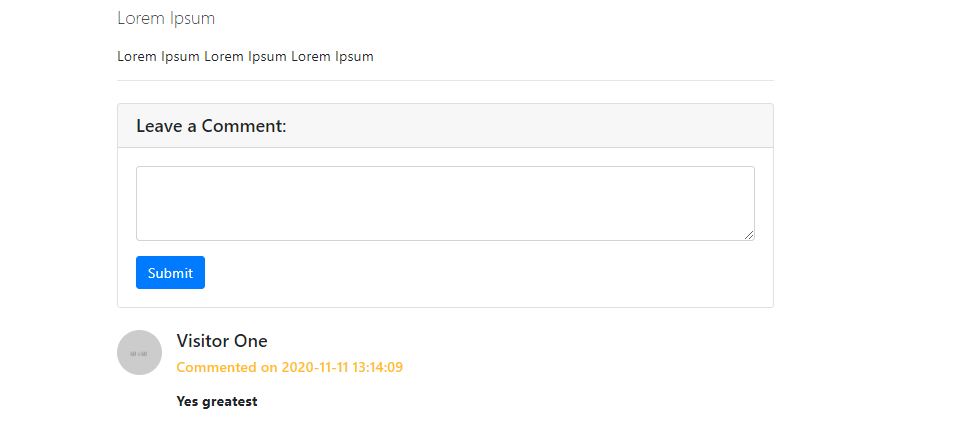 Lorem Ipsum
Lorem Ipsum Lorem Ipsum Lorem Ipsum
Leave a Comment:
Submit
Visitor One
Commented on 2020-11-11 13:14:09
Yes greatest